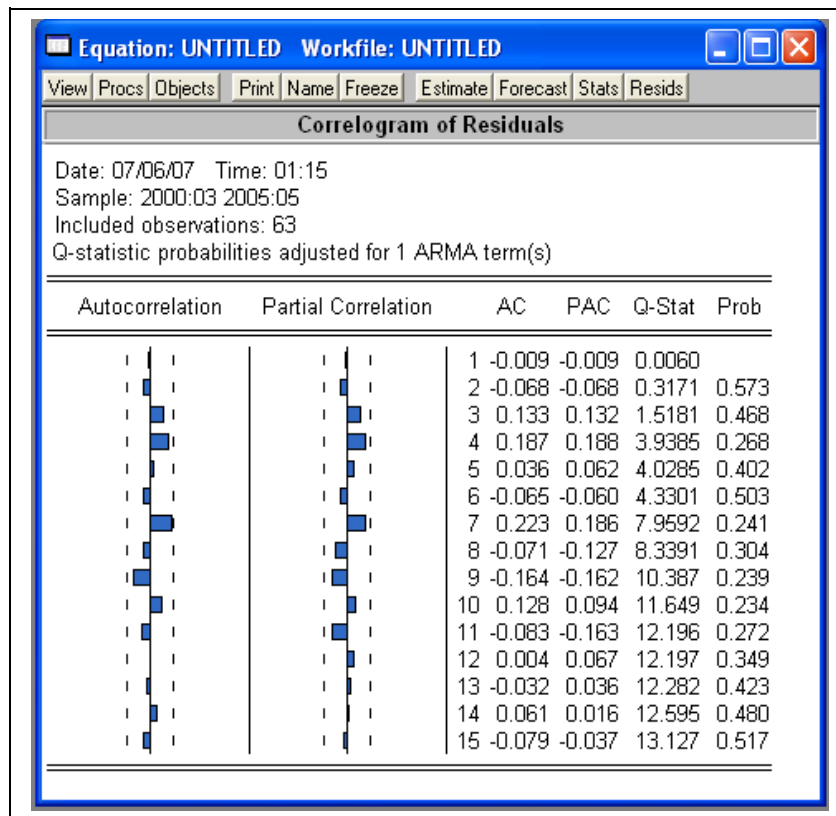 Equation: UNTITLED Workfile: UNTITLED
View Procs Objects Print Name Freeze Estimate Forecast Stats Resids
Correlogram of Residuals
Date: 07/06/07 Time: 01:15
Sample: 2000:03 2005:05
Included observations: 63
Q-statistic probabilities adjusted for 1 ARMA term(s)
Autocorrelation Partial Correlation AC PAC Q-Stat Prob
1 -0.009 -0.009 0.0060
2 -0.068 -0.068 0.3171 0.573
3 0.133 0.132 1.5181 0.468
4 0.187 0.188 3.9385 0.268
5 0.036 0.062 4.0285 0.402
6 -0.065 -0.060 4.3301 0.503
7 0.223 0.186 7.9592 0.241
8 -0.071 -0.127 8.3391 0.304
9 -0.164 -0.162 10.387 0.239
10 0.128 0.094 11.649 0.234
11 -0.083 -0.163 12.196 0.272
12 0.004 0.067 12.197 0.349
13 -0.032 0.036 12.282 0.423
14 0.061 0.016 12.595 0.480
15 -0.079 -0.037 13.127 0.517